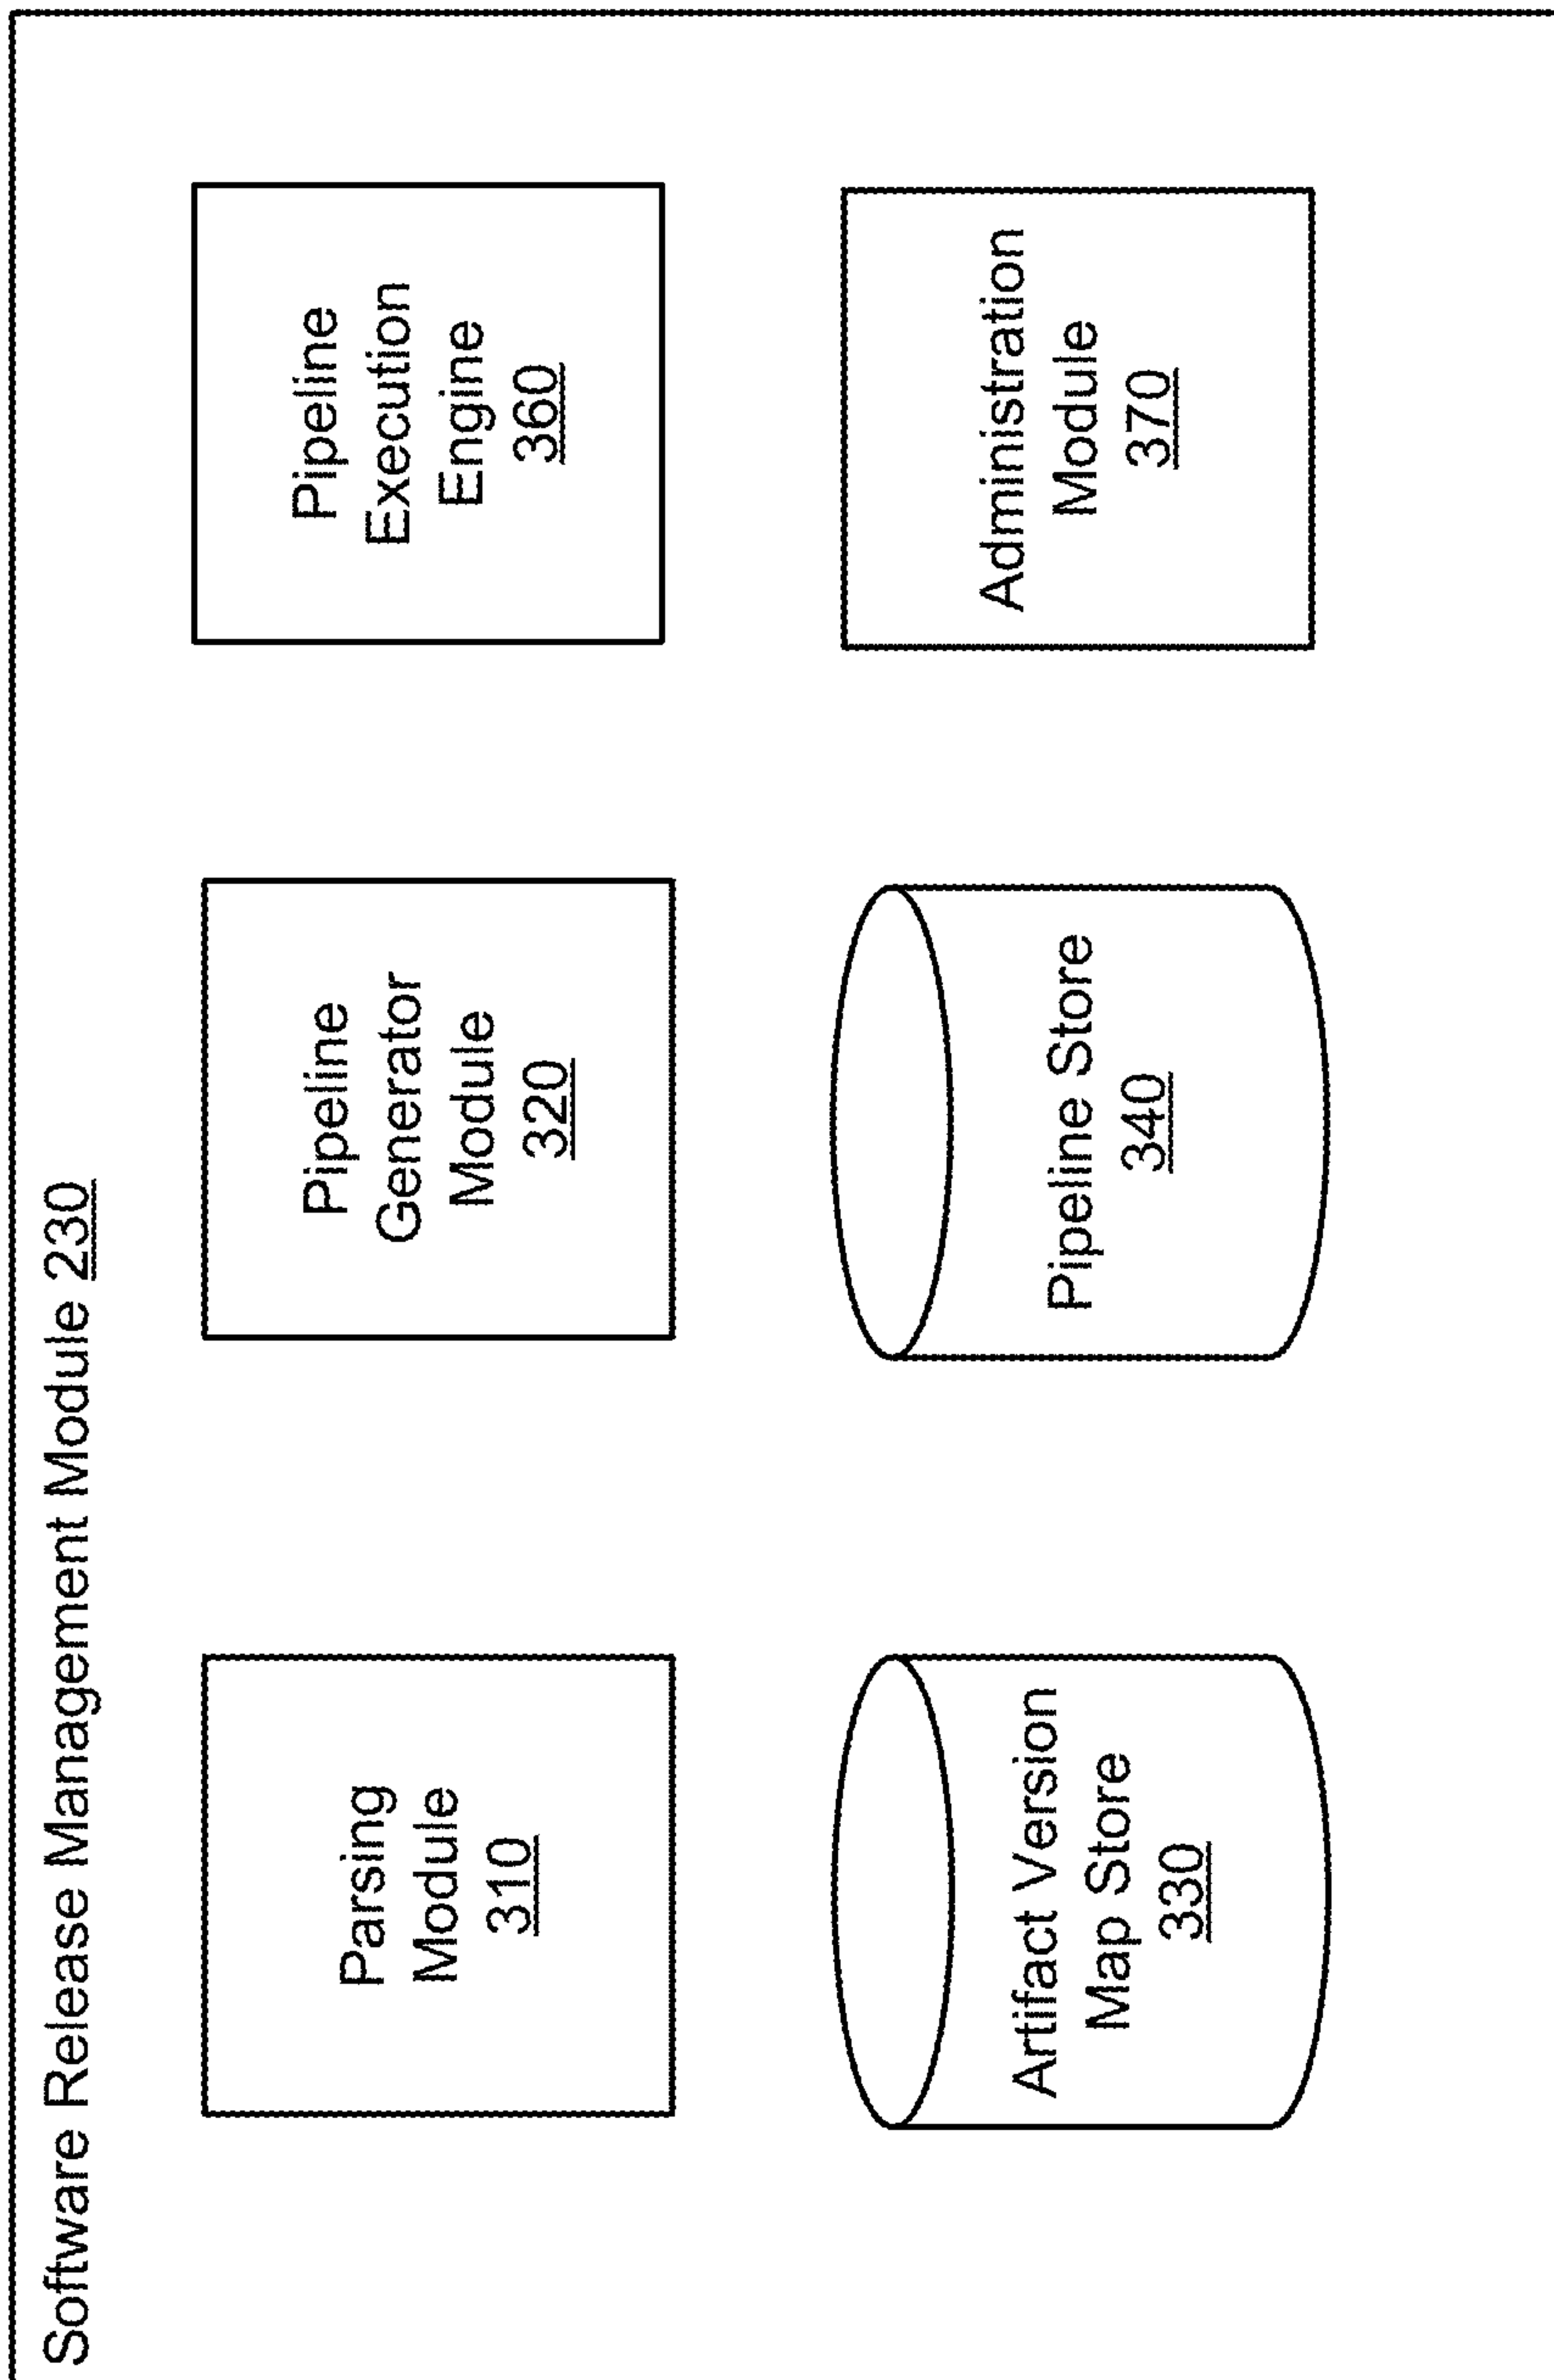 Software Release Management Module 230
Parsing
Module
310
Pipeline
Generator
Module
320
Pipeline
Execution
Engine
360
Artifact Version
Map Store
330
Pipeline Store
340
Administration
Module
370